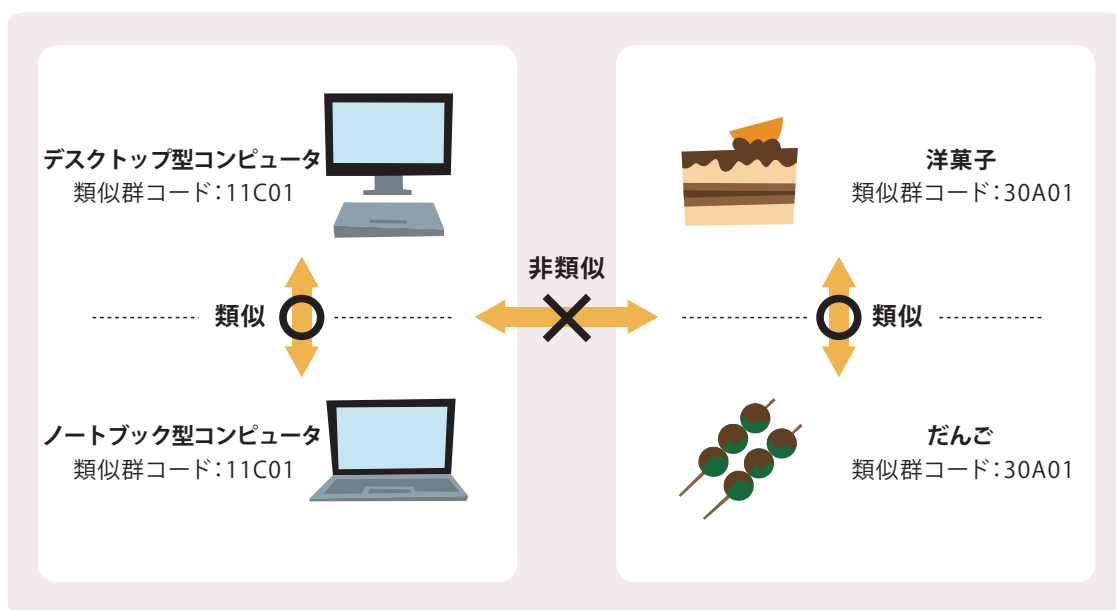 デスクトップ型コンピュータ
類似群コード：11C01
類似
ノートブック型コンピュータ
類似群コード：11C01
非類似
洋菓子
類似群コード：30A01
類似
だんご
類似群コード：30A01